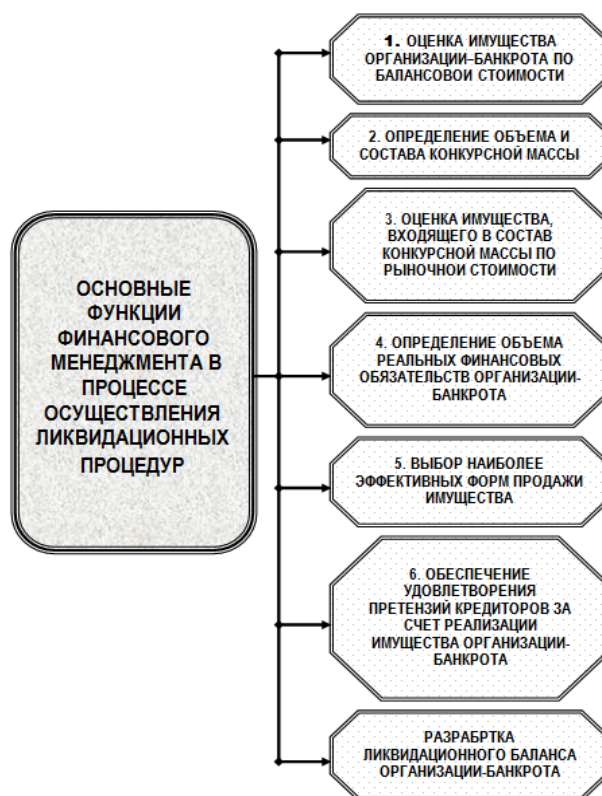 ОСНОВНЫЕ
ФУНКЦИИ
ФИНАНСОВОГО
МЕНЕДЖМЕНТА В
ПРОЦЕССЕ
ОСУЩЕСТВЛЕНИЯ
ЛИКВИДАЦИОННЫХ
ПРОЦЕДУР
1. ОЦЕНКА ИМУЩЕСТВА
ОРГАНИЗАЦИИ-БАНКРОТА ПО
БАЛАНСОВОЙ СТОИМОСТИ
2. ОПРЕДЕЛЕНИЕ ОБЪЕМА И
СОСТАВА КОНКУРСНОЙ МАССЫ
3. ОЦЕНКА ИМУЩЕСТВА,
ВХОДЯЩЕГО В СОСТАВ
КОНКУРСНОЙ МАССЫ ПО
РЫНОЧНОЙ СТОИМОСТИ
4. ОПРЕДЕЛЕНИЕ ОБЪЕМА
РЕАЛЬНЫХ ФИНАНСОВЫХ
ОБЯЗАТЕЛЬСТВ ОРГАНИЗАЦИИ-
БАНКРОТА
5. ВЫБОР НАИБОЛЕЕ
ЭФФЕКТИВНЫХ ФОРМ ПРОДАЖИ
ИМУЩЕСТВА
6. ОБЕСПЕЧЕНИЕ
УДОВЛЕТВОРЕНИЯ
ПРЕТЕНЗИЙ КРЕДИТОРОВ ЗА
СЧЕТ РЕАЛИЗАЦИИ
ИМУЩЕСТВА ОРГАНИЗАЦИИ-
БАНКРОТА
РАЗРАБРТКА
ЛИКВИДАЦИОННОГО БАЛАНСА
ОРГАНИЗАЦИИ-БАНКРОТА